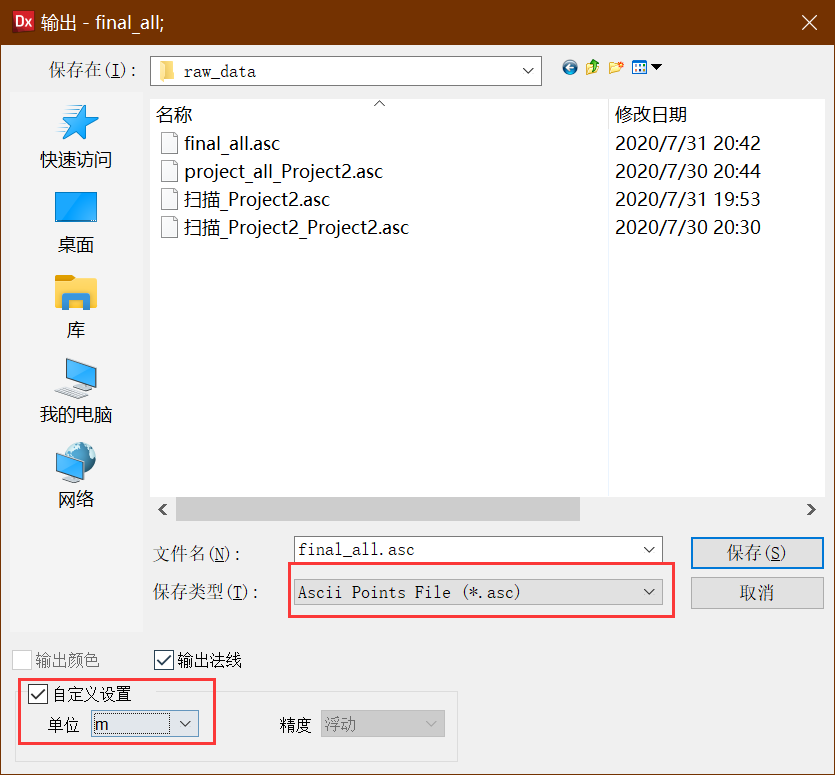 Dx 输出 - final_all;
保存在(I): raw_data
名称 修改日期
final_all.asc 2020/7/31 20:42
project_all_Project2.asc 2020/7/30 20:44
扫描_Project2.asc 2020/7/31 19:53
扫描_Project2_Project2.asc 2020/7/30 20:30
快速访问
桌面
库
我的电脑
网络
文件名(N): final_all.asc 保存(S)
保存类型(T): Ascii Points File (*.asc) 取消
输出颜色 输出法线
自定义设置
单位 m 精度 浮动